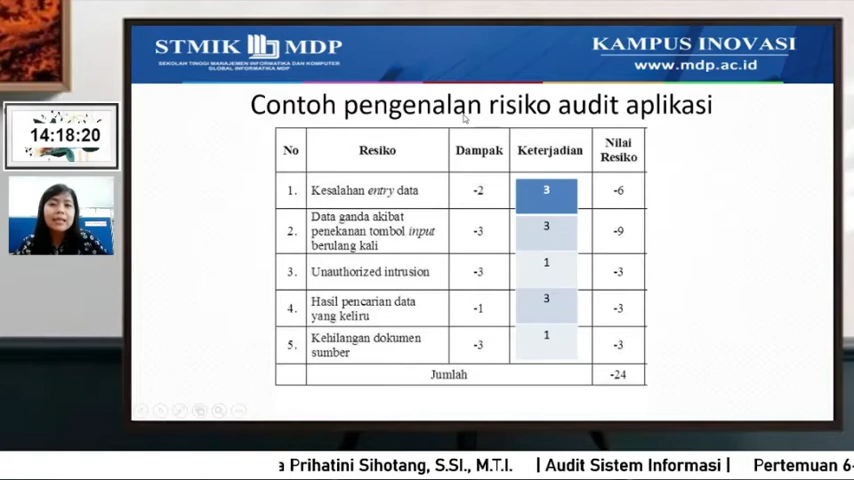 STMIK MDP
SEKOLAH TINGGI MANAJEMEN INFORMATIKA DAN KOMPUTER
GLOBAL INFORMATIKA MDP
KAMPUS INOVASI
www.mdp.ac.id
14:18:20
Contoh pengenalan risiko audit aplikasi
No Resiko Dampak Keterjadian Nilai Resiko
1. Kesalahan entry data -2 3 -6
2. Data ganda akibat penekanan tombol input berulang kali -3 3 -9
3. Unauthorized intrusion -3 1 -3
4. Hasil pencarian data yang keliru -1 3 -3
5. Kehilangan dokumen sumber -3 1 -3
Jumlah -24
a Prihatini Sihotang, S.SI., M.T.I. | Audit Sistem Informasi | Pertemuan 6-